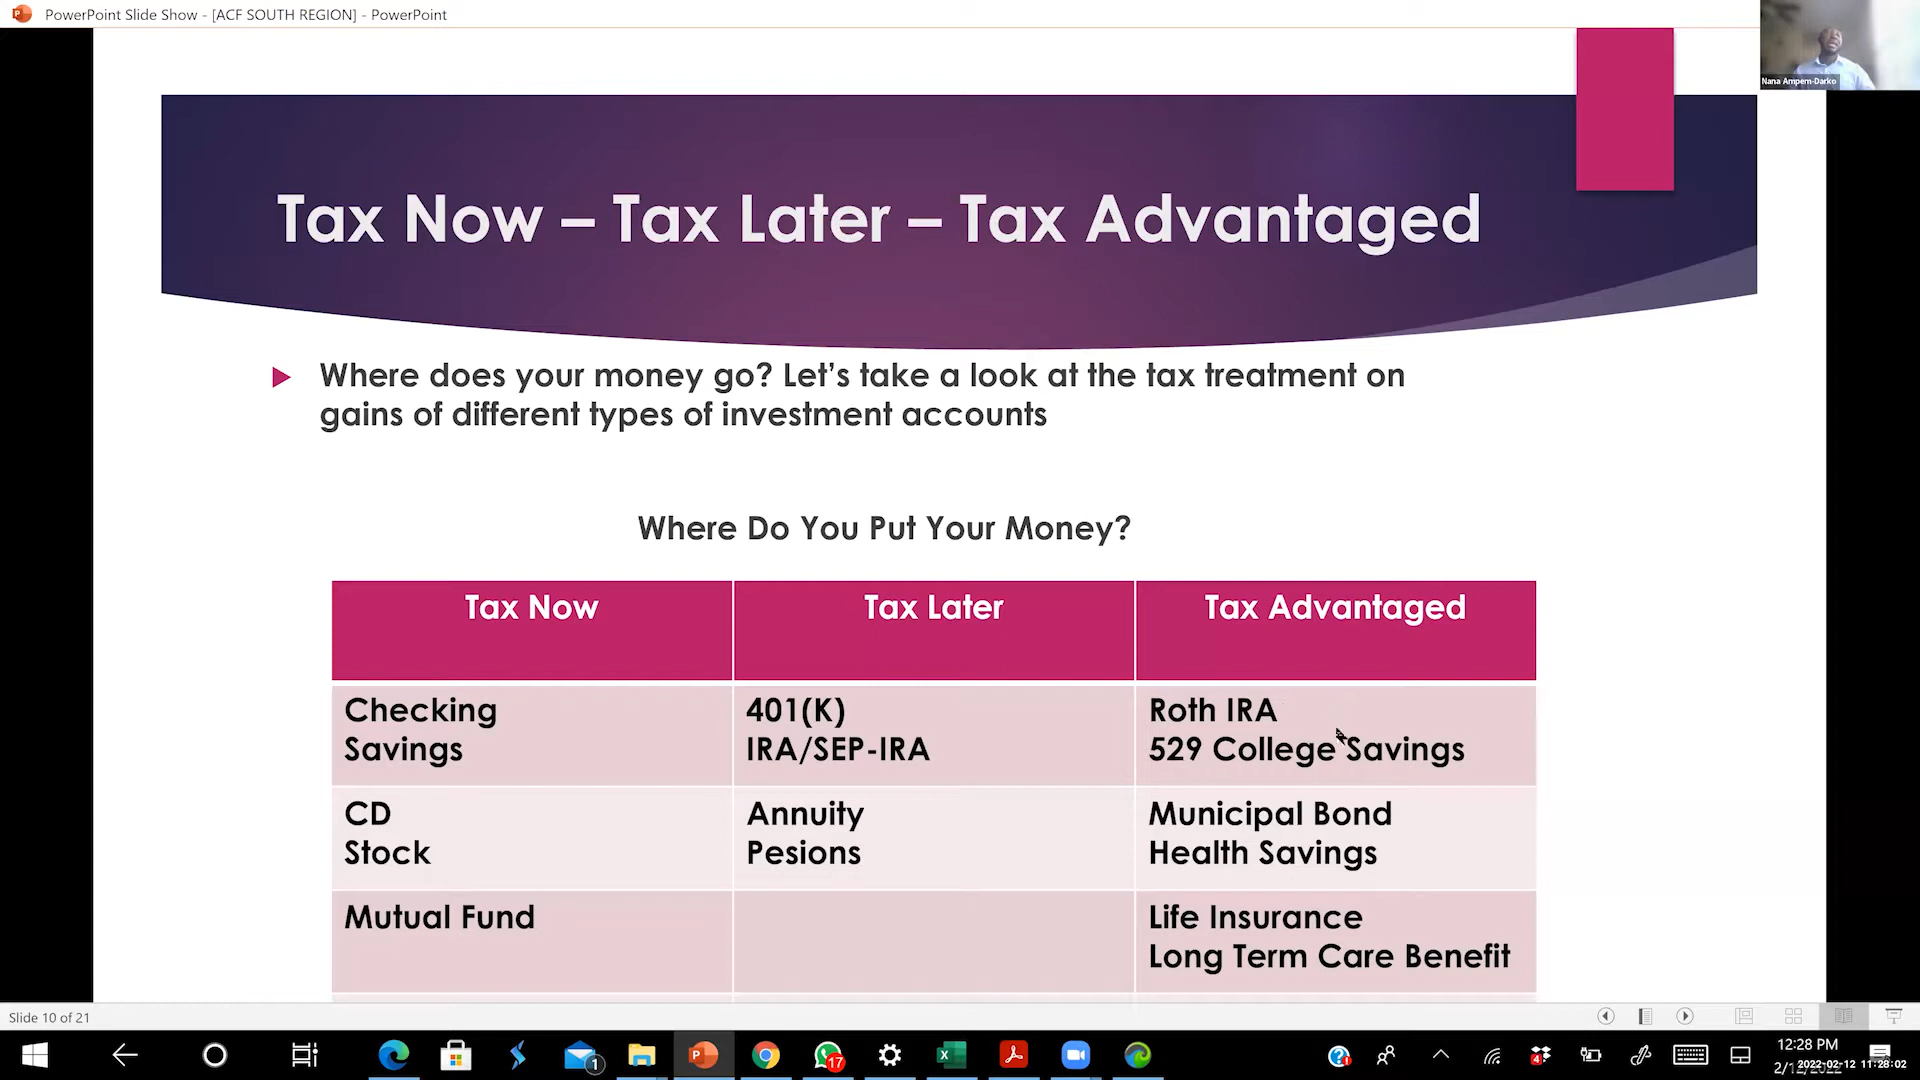 PowerPoint Slide Show - [ACF SOUTH REGION] - PowerPoint
Nana Ampem-Darko
Tax Now – Tax Later – Tax Advantaged
Where does your money go? Let's take a look at the tax treatment on
gains of different types of investment accounts
Where Do You Put Your Money?
Tax Now
Tax Later
Tax Advantaged
Checking
Savings
401(K)
IRA/SEP-IRA
Roth IRA
529 College Savings
CD
Stock
Annuity
Pesions
Municipal Bond
Health Savings
Mutual Fund
Life Insurance
Long Term Care Benefit
Slide 10 of 21
1
17
4
12:28 PM
2022-02-12 11:28:02